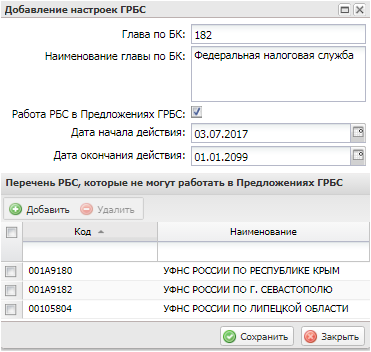 Добавление настроек ГРБС
Глава по БК: 182
Наименование главы по БК: Федеральная налоговая служба
Работа РБС в Предложениях ГРБС:
Дата начала действия: 03.07.2017
Дата окончания действия: 01.01.2099
Перечень РБС, которые не могут работать в Предложениях ГРБС
Добавить Удалить
Код Наименование
001А9180 УФНС РОССИИ ПО РЕСПУБЛИКЕ КРЫМ
001А9182 УФНС РОССИИ ПО Г. СЕВАСТОПОЛЮ
00105804 УФНС РОССИИ ПО ЛИПЕЦКОЙ ОБЛАСТИ
Сохранить Закрыть